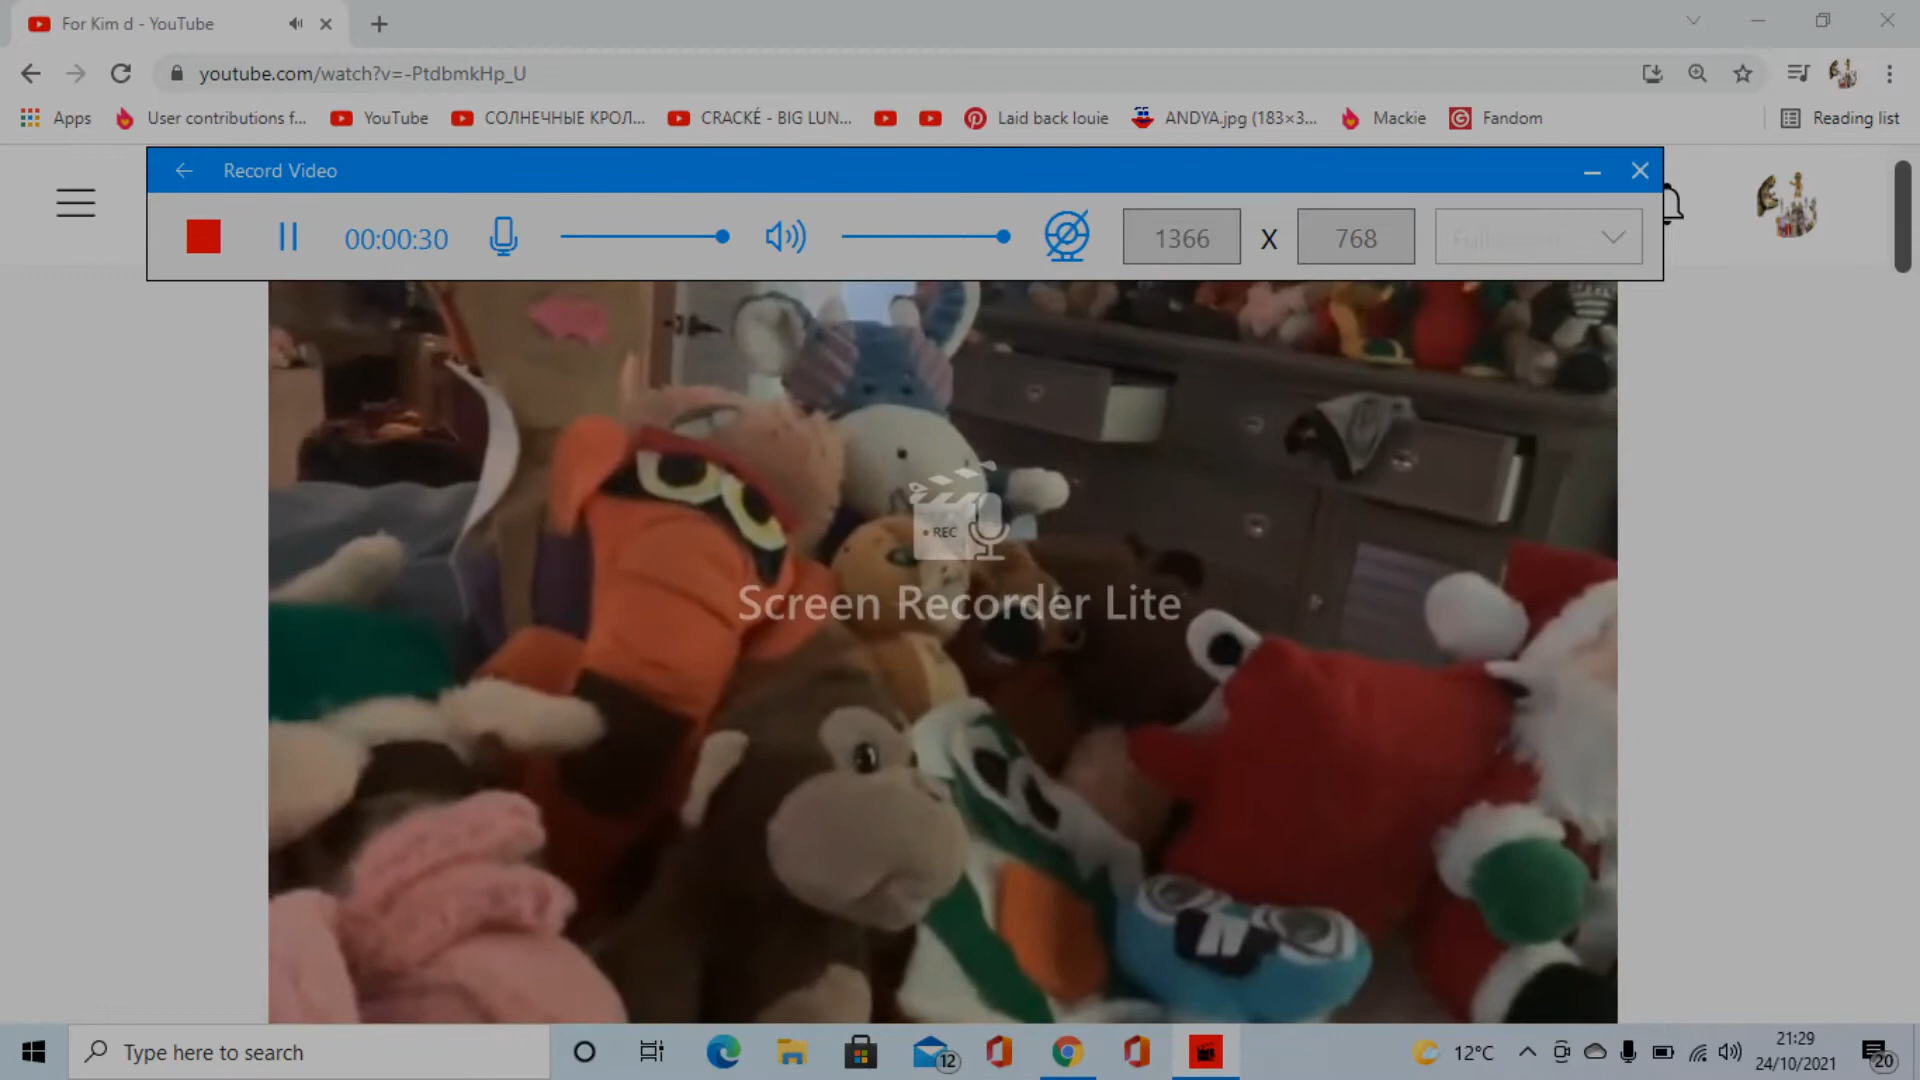 For Kim d - YouTube
youtube.com/watch?v=-PtdbmkHp_U
Apps
User contributions f...
YouTube
СОЛНЕЧНЫЕ КРОЛ...
CRACKÉ - BIG LUN...
Laid back louie
ANDYA.jpg (183×3...
Mackie
Fandom
Reading list
Record Video
00:00:30
1366 X 768
Fullscreen
REC
Screen Recorder Lite
Type here to search
12
12°C
21:29
24/10/2021
20